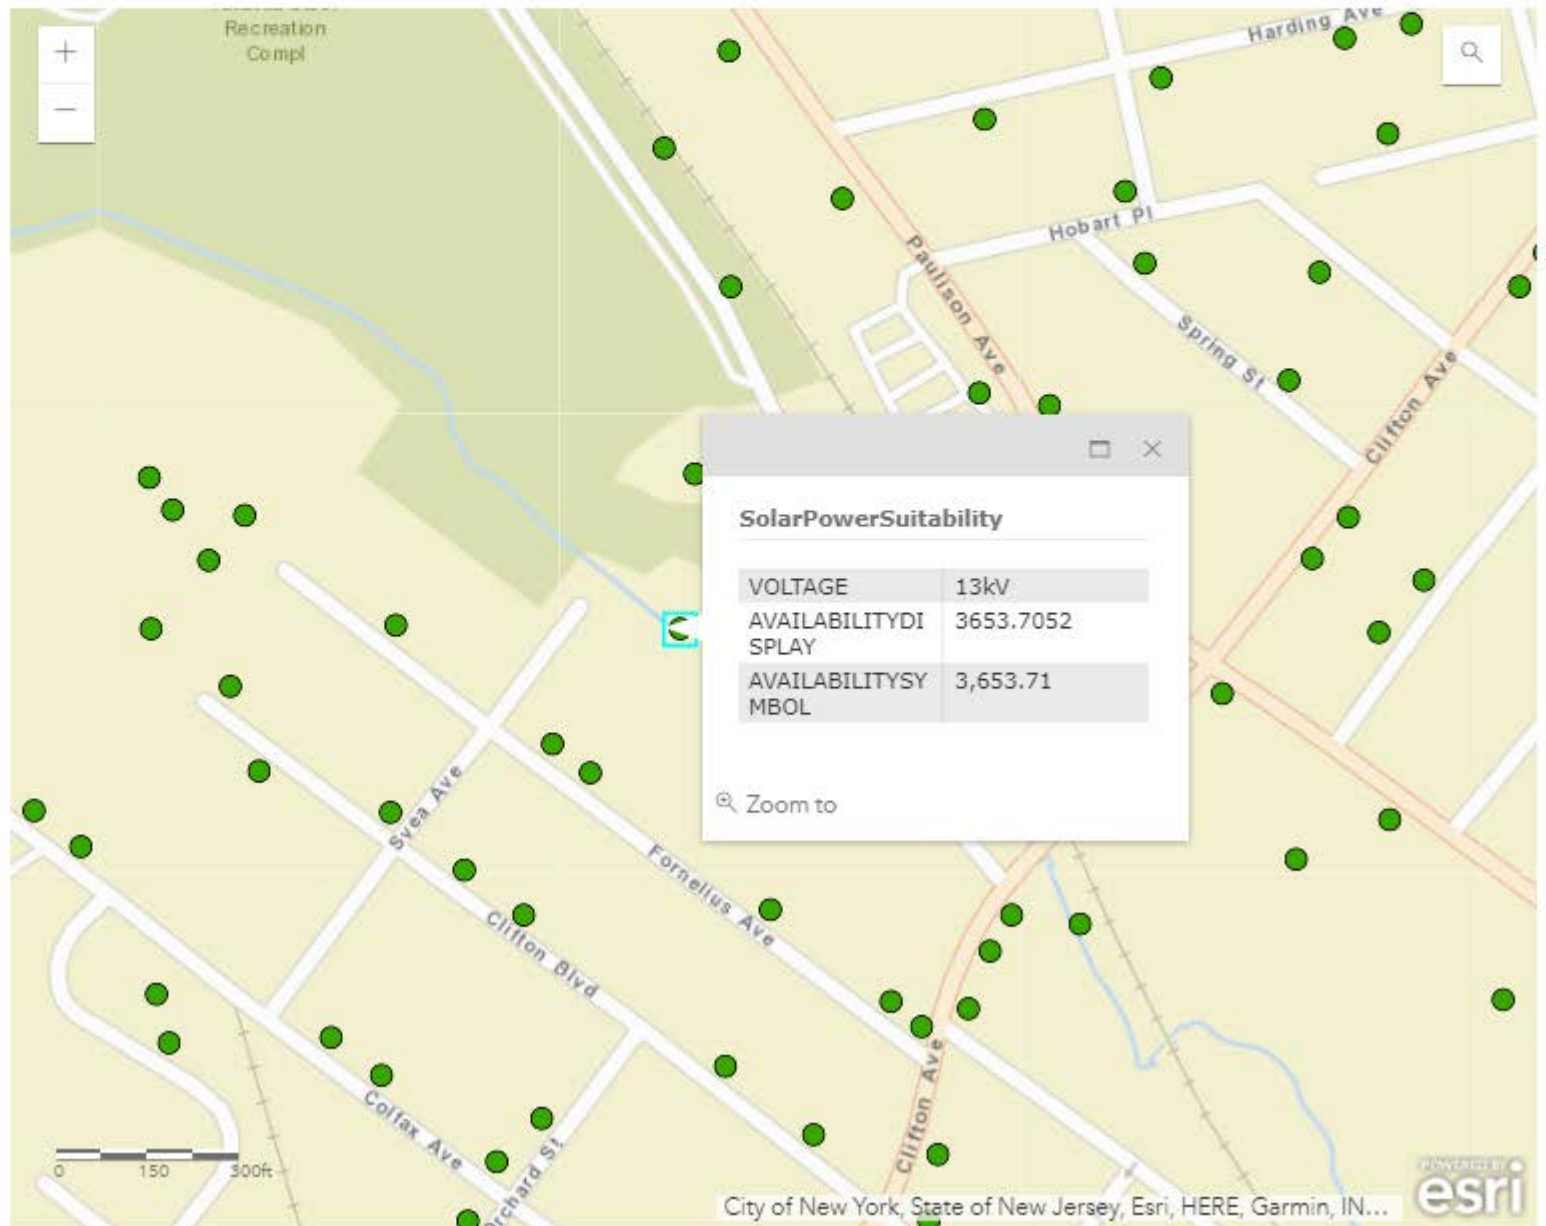 Recreation
Compl
Harding Ave
Hobart Pl
Paulison Ave
Spring St
Clifton Ave
SolarPowerSuitability
VOLTAGE 13kV
AVAILABILITYDI 3653.7052
SPLAY
AVAILABILITYSY 3,653.71
MBOL
Zoom to
Svea Ave
Fornelius Ave
Clifton Blvd
Clifton Ave
Colfax Ave
Orchard St
0 150 300ft
POWERED BY
esri
City of New York, State of New Jersey, Esri, HERE, Garmin, IN...